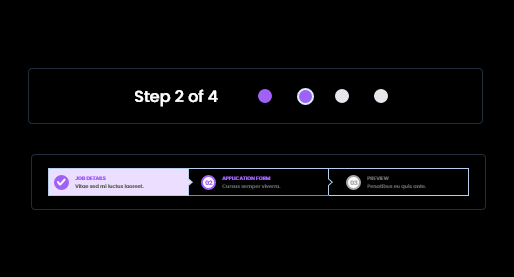 Step 2 of 4
JOB DETAILS
Vitae sed mi luctus laoreet.
02
APPLICATION FORM
Cursus semper viverra.
03
PREVIEW
Penatibus eu quis ante.